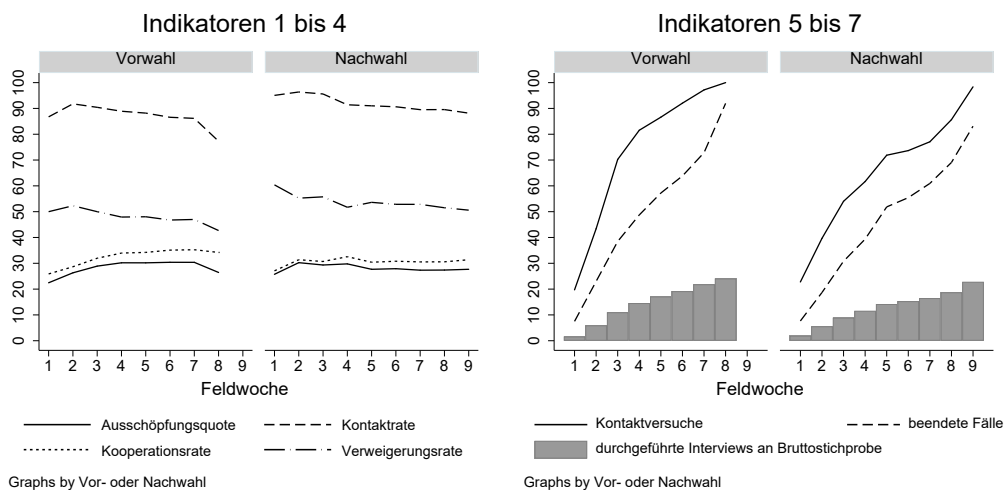 Indikatoren 1 bis 4
Vorwahl Nachwahl
100
90
80
70
60
50
40
30
20
10
0
1 2 3 4 5 6 7 8 9 1 2 3 4 5 6 7 8 9
Feldwoche
Ausschöpfungsquote Kontaktrate
Kooperationsrate Verweigerungsrate
Graphs by Vor- oder Nachwahl
Indikatoren 5 bis 7
Vorwahl Nachwahl
100
90
80
70
60
50
40
30
20
10
0
1 2 3 4 5 6 7 8 9 1 2 3 4 5 6 7 8 9
Feldwoche
Kontaktversuche beendete Fälle
durchgeführte Interviews an Bruttostichprobe
Graphs by Vor- oder Nachwahl